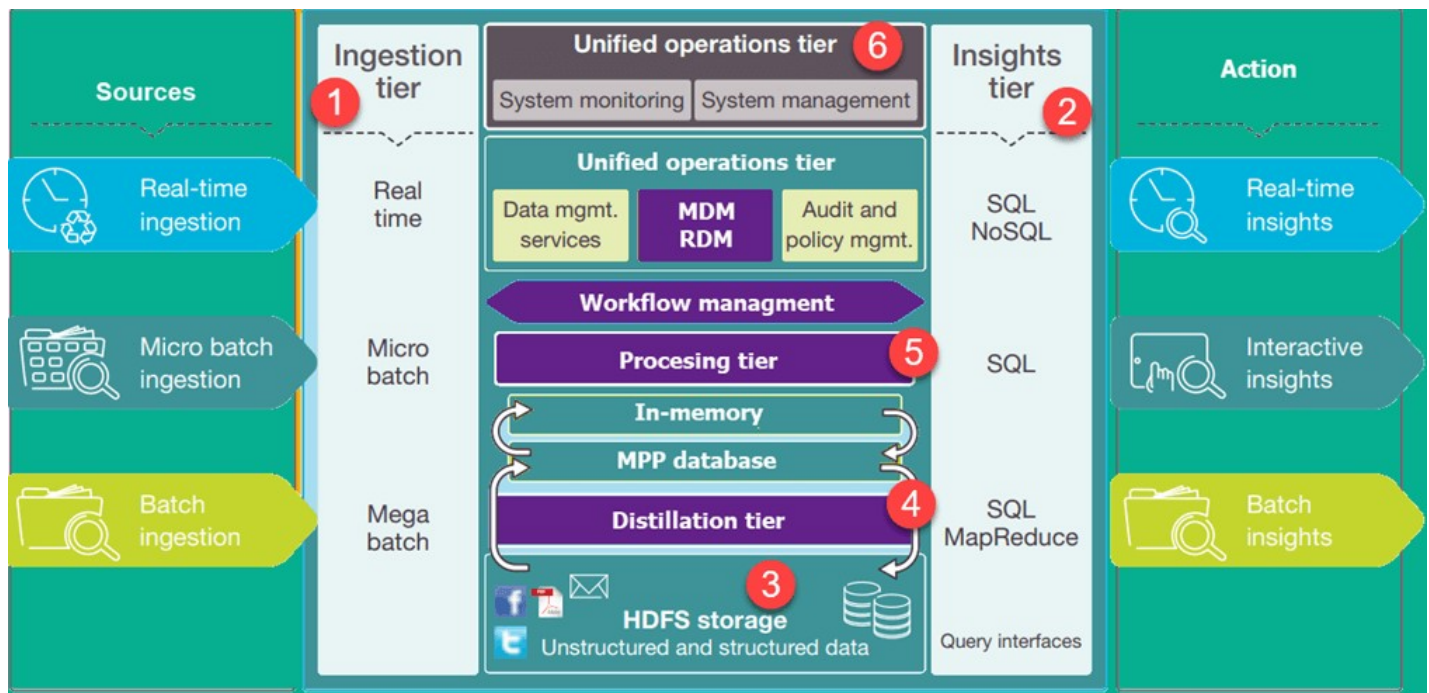 Sources
Real-time
ingestion
Micro batch
ingestion
Batch
ingestion
Ingestion
tier
1
Real
time
Micro
batch
Mega
batch
Unified operations tier
6
System monitoring
System management
Unified operations tier
Data mgmt.
services
MDM
RDM
Audit and
policy mgmt.
Workflow managment
Procesing tier
5
In-memory
MPP database
Distillation tier
4
3
PDF
HDFS storage
Unstructured and structured data
Insights
tier
2
SQL
NoSQL
SQL
SQL
MapReduce
Query interfaces
Action
Real-time
insights
Interactive
insights
Batch
insights